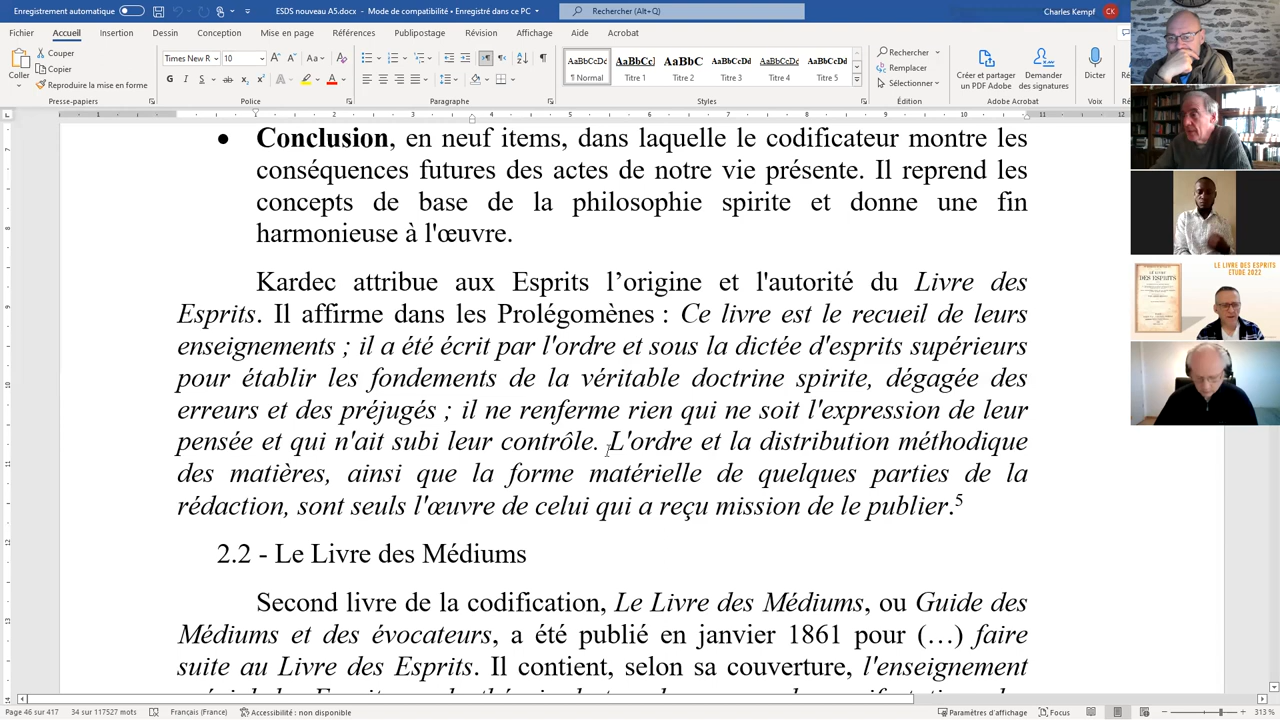 Enregistrement automatique
ESDS nouveau A5.docx - Mode de compatibilité • Enregistré dans ce PC
Rechercher (Alt+Q)
Charles Kempf
CK
Fichier Accueil Insertion Dessin Conception Mise en page Références Publipostage Révision Affichage Aide Acrobat
Coller
Couper
Copier
Reproduire la mise en forme
Presse-papiers
Times New R
10
Police
Paragraphe
AaBbCcDc
¶ Normal
AaBbCc
Titre 1
AaBbC
Titre 2
AaBbCcDd
Titre 3
AaBbCcDd
Titre 4
AaBbCcDd
Titre 5
Styles
Rechercher
Remplacer
Sélectionner
Édition
Créer et partager
un PDF Adobe
Demander
des signatures
Adobe Acrobat
Dicter
Voix
• Conclusion, en neuf items, dans laquelle le codificateur montre les
conséquences futures des actes de notre vie présente. Il reprend les
concepts de base de la philosophie spirite et donne une fin
harmonieuse à l'œuvre.
Kardec attribue aux Esprits l’origine et l'autorité du Livre des
Esprits. Il affirme dans les Prolégomènes : Ce livre est le recueil de leurs
enseignements ; il a été écrit par l'ordre et sous la dictée d'esprits supérieurs
pour établir les fondements de la véritable doctrine spirite, dégagée des
erreurs et des préjugés ; il ne renferme rien qui ne soit l'expression de leur
pensée et qui n'ait subi leur contrôle. L'ordre et la distribution méthodique
des matières, ainsi que la forme matérielle de quelques parties de la
rédaction, sont seuls l'œuvre de celui qui a reçu mission de le publier.5
2.2 - Le Livre des Médiums
Second livre de la codification, Le Livre des Médiums, ou Guide des
Médiums et des évocateurs, a été publié en janvier 1861 pour (…) faire
suite au Livre des Esprits. Il contient, selon sa couverture, l'enseignement
LE LIVRE DES ESPRITS
ETUDE 2022
DES ESPRITS
Page 46 sur 417
34 sur 117527 mots
Français (France)
Accessibilité : non disponible
Paramètres d'affichage
Focus
313 %